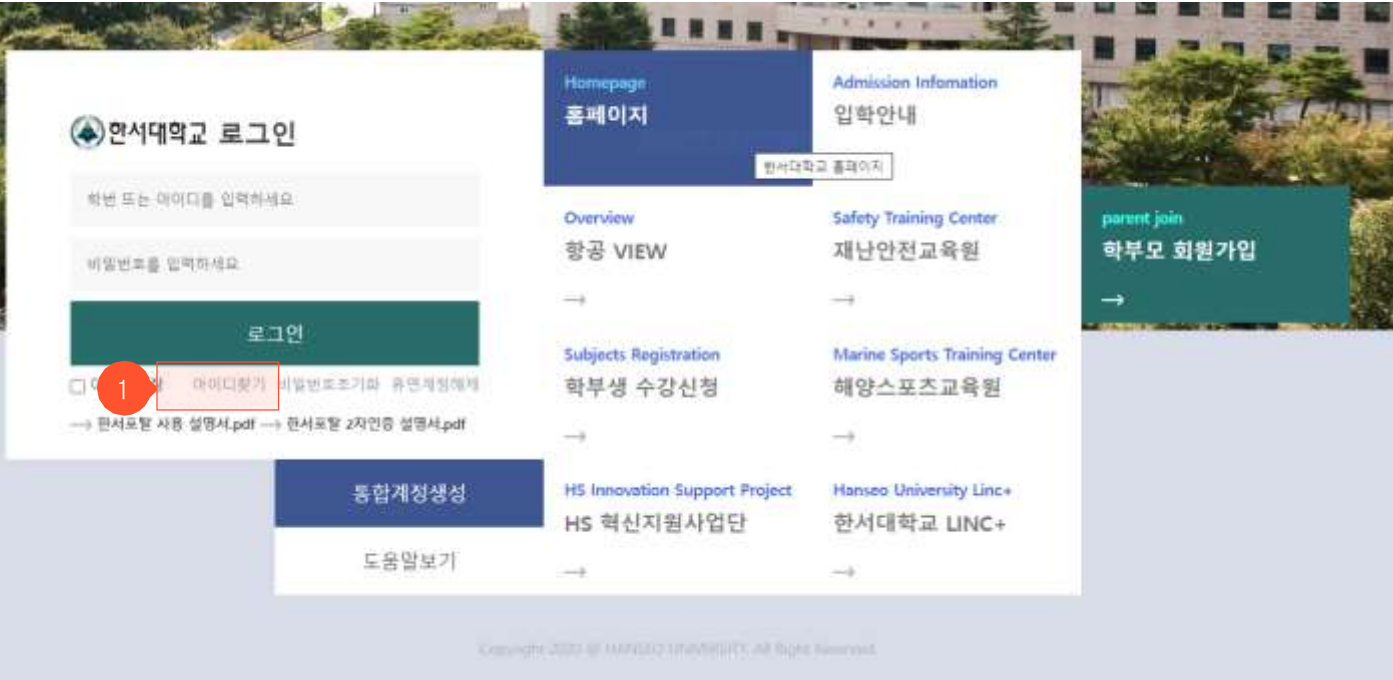 한서대학교 로그인
학번 또는 아이디를 입력하세요
비밀번호를 입력하세요
로그인
1
아이디찾기 비밀번호초기화 휴면계정해제
→ 한서포탈 사용 설명서.pdf → 한서포탈 2차인증 설명서.pdf
통합계정생성
도움말보기
Homepage
홈페이지
한서대학교 홈페이지
Admission Infomation
입학안내
Overview
항공 VIEW
→
Safety Training Center
재난안전교육원
→
Subjects Registration
학부생 수강신청
→
Marine Sports Training Center
해양스포츠교육원
→
HS Innovation Support Project
HS 혁신지원사업단
→
Hanseo University Linc+
한서대학교 LINC+
→
parent join
학부모 회원가입
→
Copyright 2020 @ HANSEO UNIVERSITY. All Right Reserved.